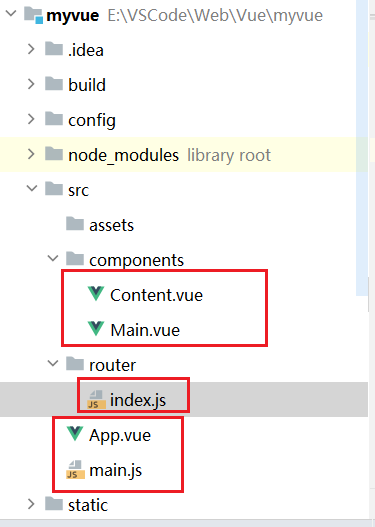 myvue E:\VSCode\Web\Vue\myvue
.idea
build
config
node_modules library root
src
assets
components
Content.vue
Main.vue
router
index.js
App.vue
main.js
static